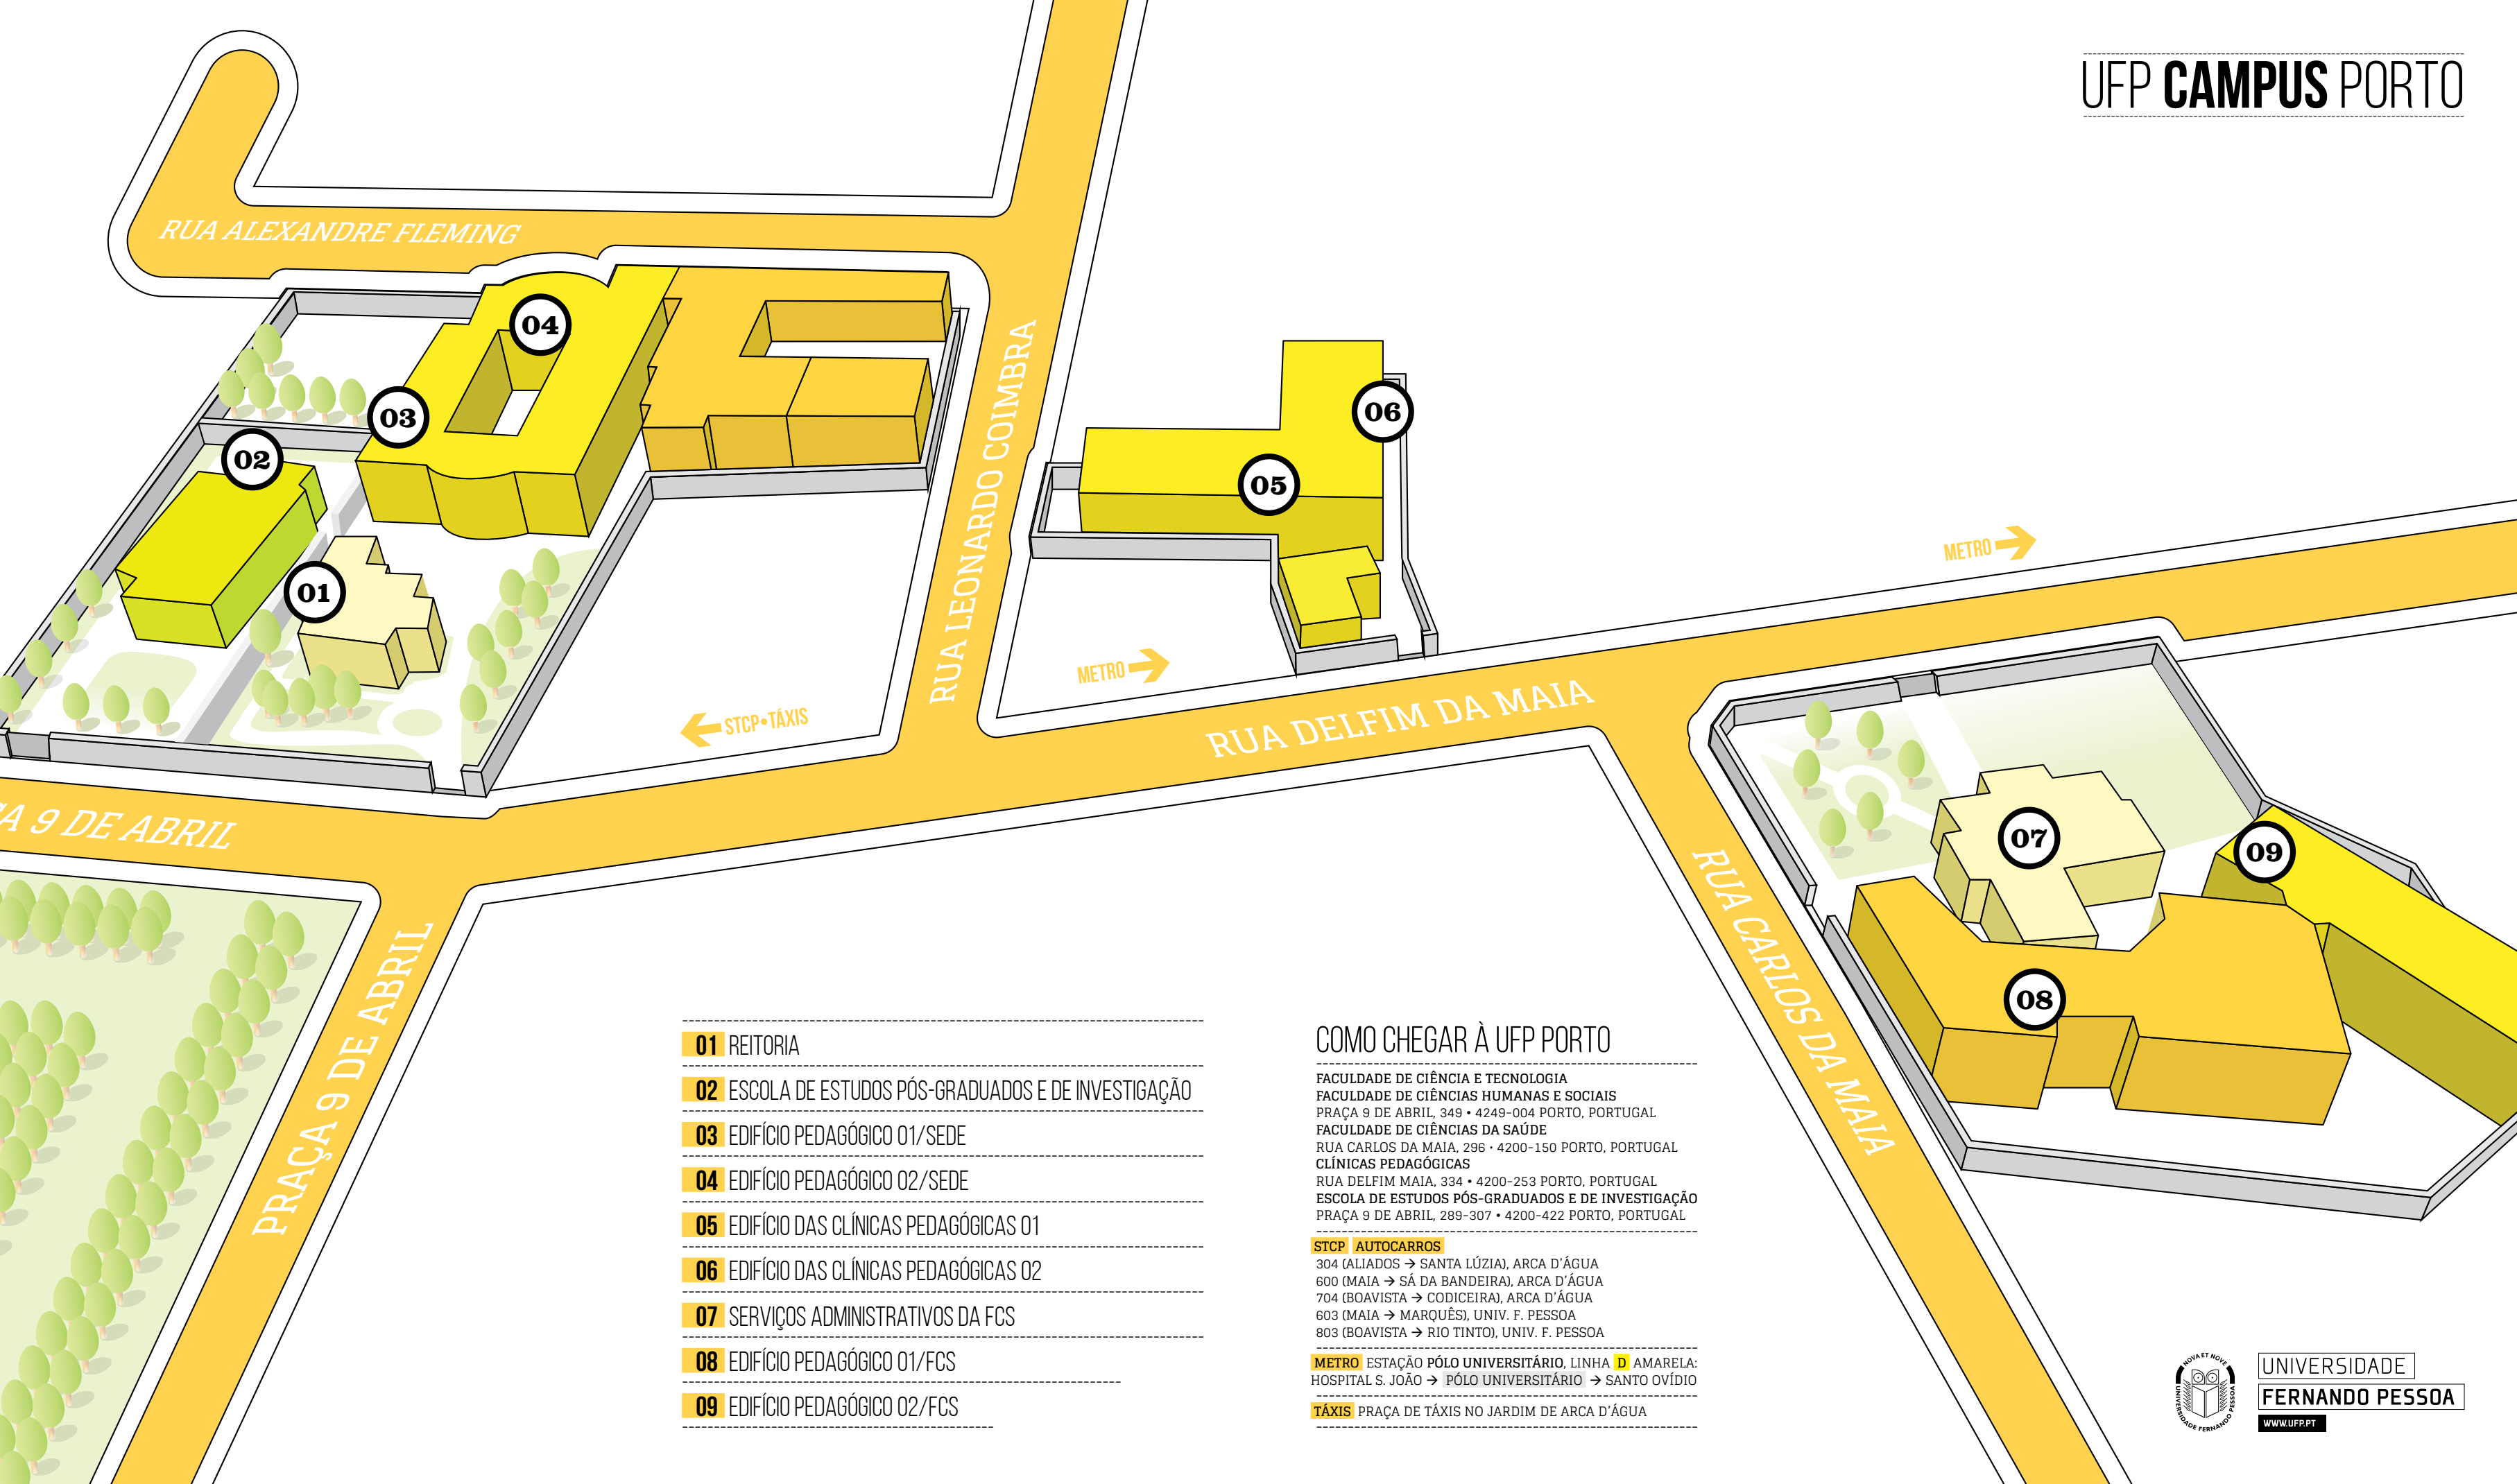 UFP CAMPUS PORTO
RUA ALEXANDRE FLEMING
04
03
02
01
RUA LEONARDO COIMBRA
06
05
METRO →
METRO →
← STCP•TÁXIS
RUA DELFIM DA MAIA
9 DE ABRIL
PRAÇA 9 DE ABRIL
RUA CARLOS DA MAIA
07
09
08
01 REITORIA
02 ESCOLA DE ESTUDOS PÓS-GRADUADOS E DE INVESTIGAÇÃO
03 EDIFÍCIO PEDAGÓGICO 01/SEDE
04 EDIFÍCIO PEDAGÓGICO 02/SEDE
05 EDIFÍCIO DAS CLÍNICAS PEDAGÓGICAS 01
06 EDIFÍCIO DAS CLÍNICAS PEDAGÓGICAS 02
07 SERVIÇOS ADMINISTRATIVOS DA FCS
08 EDIFÍCIO PEDAGÓGICO 01/FCS
09 EDIFÍCIO PEDAGÓGICO 02/FCS
COMO CHEGAR À UFP PORTO
FACULDADE DE CIÊNCIA E TECNOLOGIA
FACULDADE DE CIÊNCIAS HUMANAS E SOCIAIS
PRAÇA 9 DE ABRIL, 349 • 4249-004 PORTO, PORTUGAL
FACULDADE DE CIÊNCIAS DA SAÚDE
RUA CARLOS DA MAIA, 296 · 4200-150 PORTO, PORTUGAL
CLÍNICAS PEDAGÓGICAS
RUA DELFIM MAIA, 334 • 4200-253 PORTO, PORTUGAL
ESCOLA DE ESTUDOS PÓS-GRADUADOS E DE INVESTIGAÇÃO
PRAÇA 9 DE ABRIL, 289-307 • 4200-422 PORTO, PORTUGAL
STCP AUTOCARROS
304 (ALIADOS → SANTA LÚZIA), ARCA D'ÁGUA
600 (MAIA → SÁ DA BANDEIRA), ARCA D'ÁGUA
704 (BOAVISTA → CODICEIRA), ARCA D'ÁGUA
603 (MAIA → MARQUÊS), UNIV. F. PESSOA
803 (BOAVISTA → RIO TINTO), UNIV. F. PESSOA
METRO ESTAÇÃO PÓLO UNIVERSITÁRIO, LINHA D AMARELA:
HOSPITAL S. JOÃO → PÓLO UNIVERSITÁRIO → SANTO OVÍDIO
TÁXIS PRAÇA DE TÁXIS NO JARDIM DE ARCA D'ÁGUA
NOVA ET NOVE
UNIVERSIDADE FERNANDO PESSOA
UNIVERSIDADE
FERNANDO PESSOA
WWW.UFP.PT